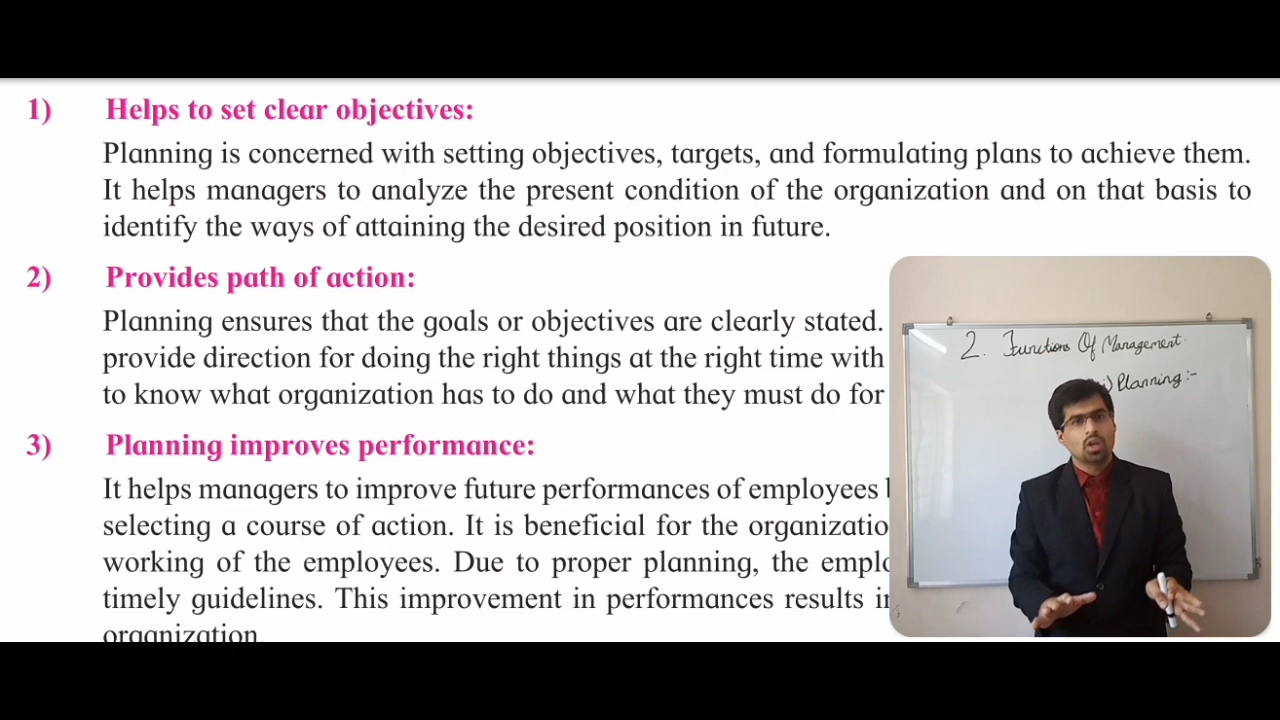 1) Helps to set clear objectives:
Planning is concerned with setting objectives, targets, and formulating plans to achieve them.
It helps managers to analyze the present condition of the organization and on that basis to
identify the ways of attaining the desired position in future.
2) Provides path of action:
Planning ensures that the goals or objectives are clearly stated.
provide direction for doing the right things at the right time with
to know what organization has to do and what they must do for
3) Planning improves performance:
It helps managers to improve future performances of employees
selecting a course of action. It is beneficial for the
working of the employees. Due to proper planning, the
timely guidelines. This improvement in performances results
organization
2. Functions Of Management
Planning :-